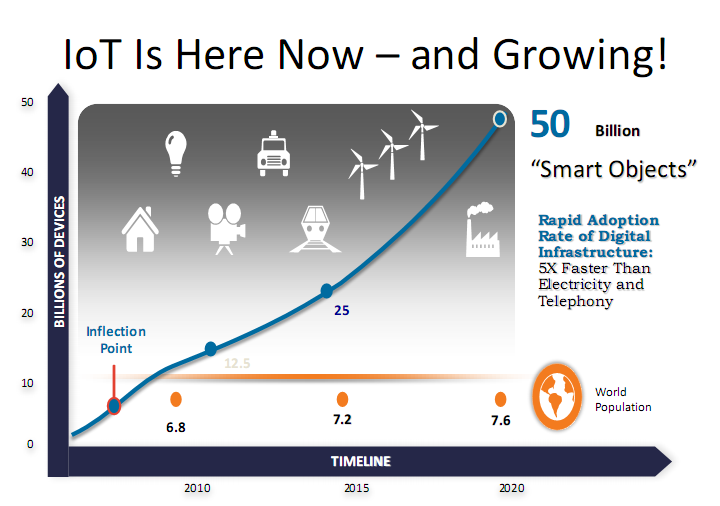 IoT Is Here Now – and Growing!
50
40
30
20
10
0
BILLIONS OF DEVICES
Inflection
Point
12.5
25
6.8
7.2
7.6
50 Billion
“Smart Objects”
Rapid Adoption
Rate of Digital
Infrastructure:
5X Faster Than
Electricity and
Telephony
World
Population
TIMELINE
2010
2015
2020